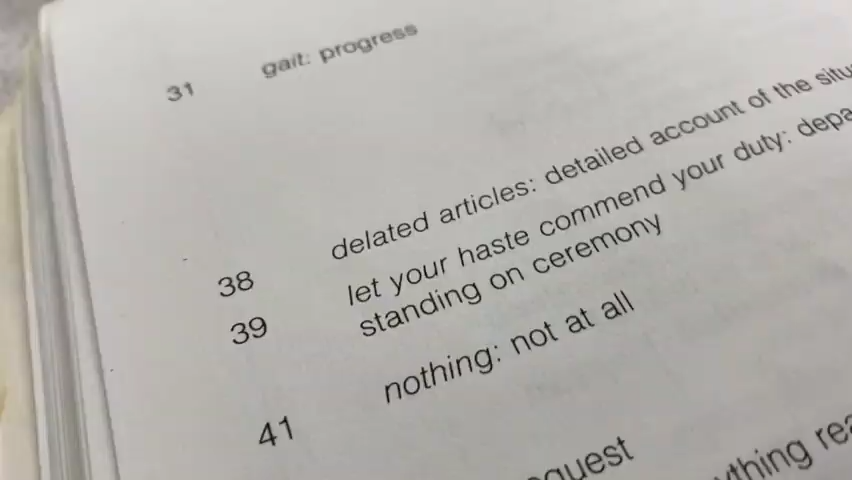 31 gait: progress
38 delated articles: detailed account of the
39 let your haste commend your duty:
standing on ceremony
41 nothing: not at all